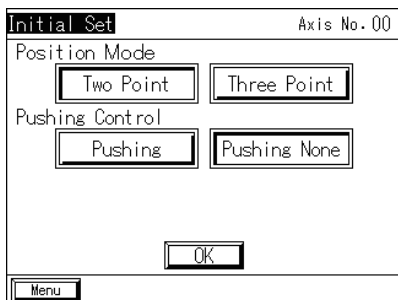 Initial Set Axis No.00
Position Mode
Two Point Three Point
Pushing Control
Pushing Pushing None
OK
Menu